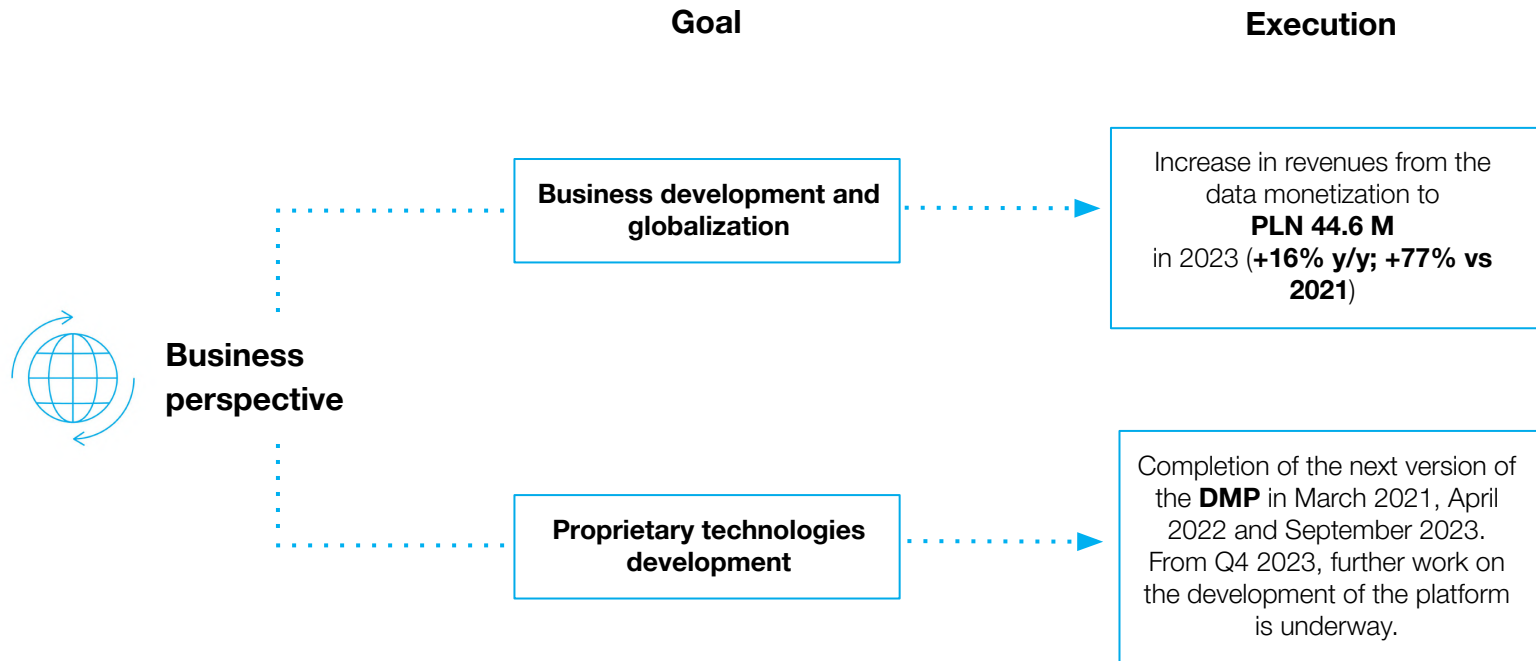 Goal
Execution
Business perspective
Business development and
globalization
Increase in revenues from the
data monetization to
PLN 44.6 M
in 2023 (+16% y/y; +77% vs
2021)
Proprietary technologies
development
Completion of the next version of
the DMP in March 2021, April
2022 and September 2023.
From Q4 2023, further work on
the development of the platform
is underway.